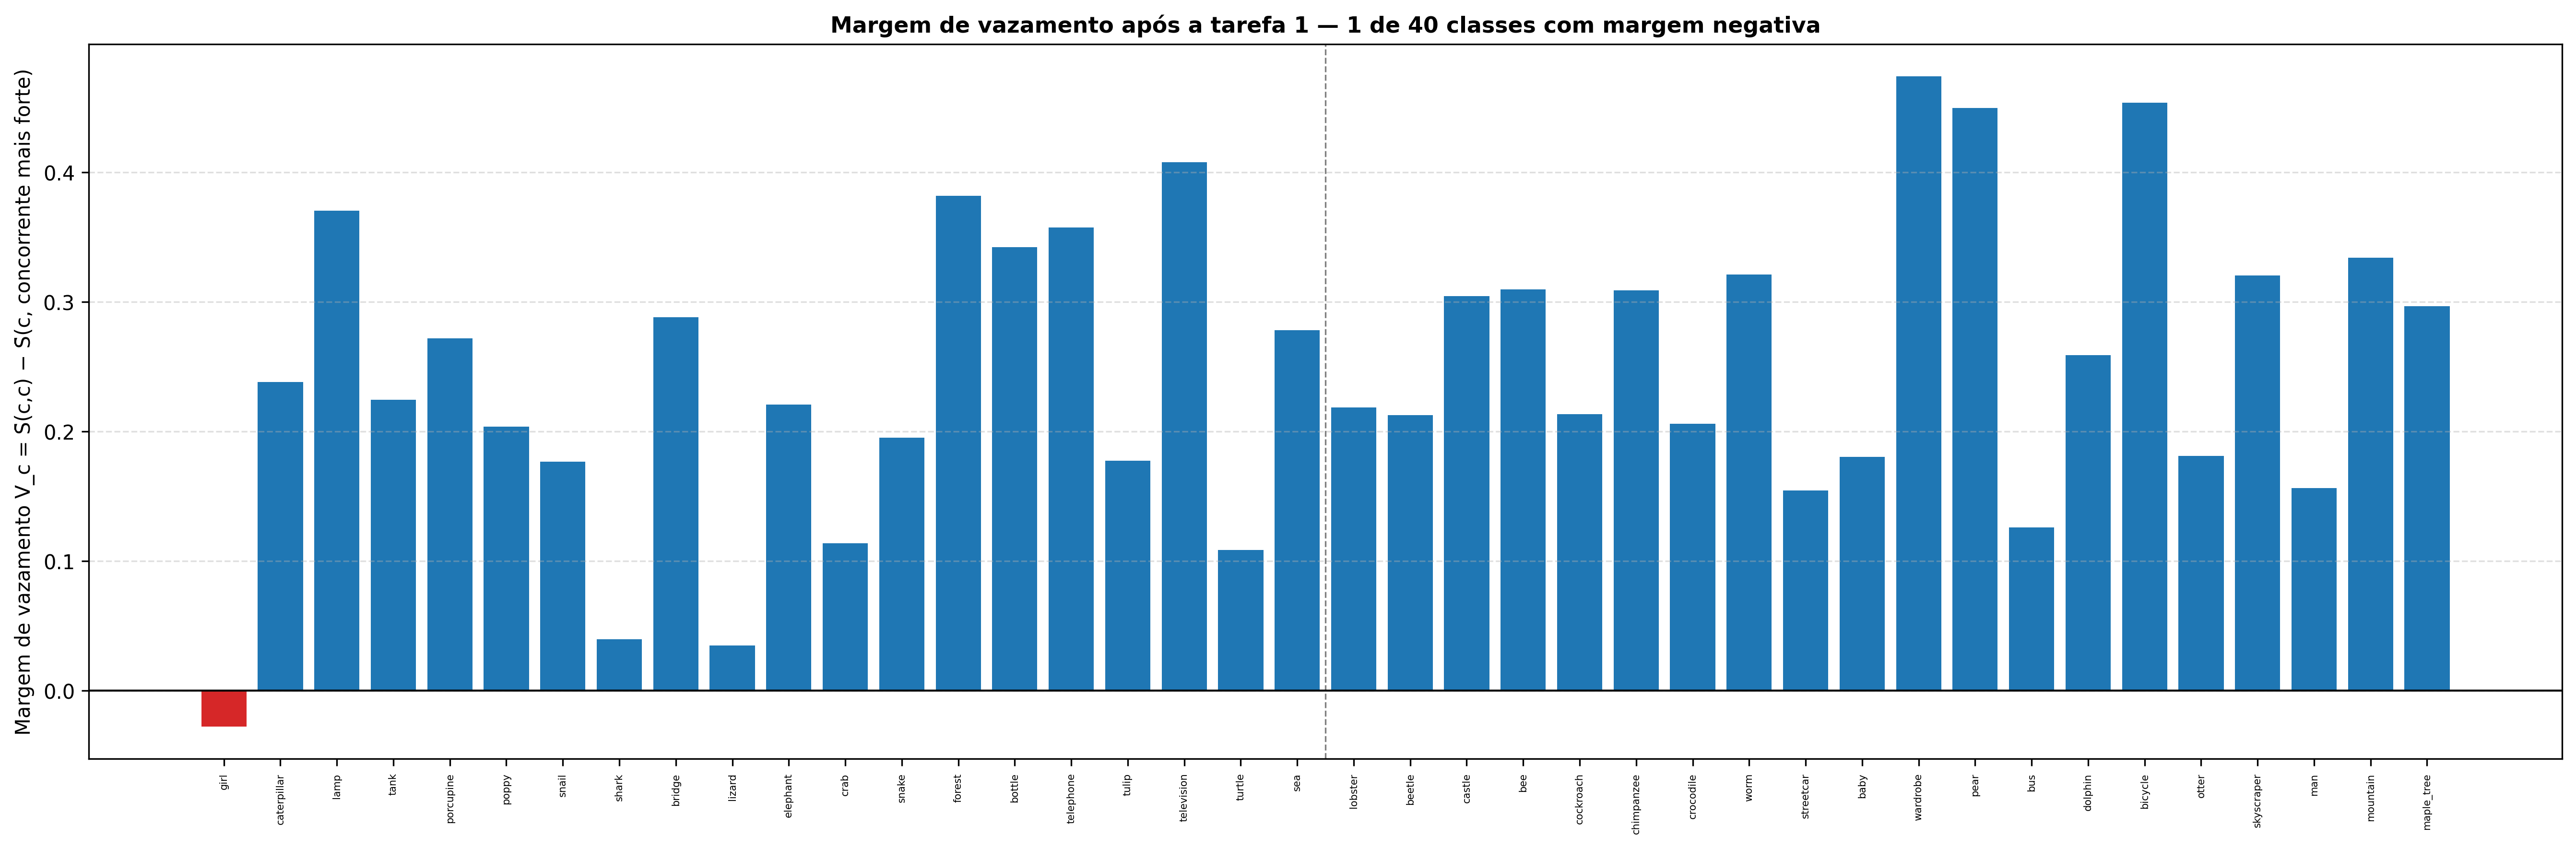 Margem de vazamento após a tarefa 1 — 1 de 40 classes com margem negativa
Margem de vazamento V_c = S(c,c) − S(c, concorrente mais forte)
0.4
0.3
0.2
0.1
0.0
girl
caterpillar
lamp
tank
porcupine
poppy
snail
shark
bridge
lizard
elephant
crab
snake
forest
bottle
telephone
tulip
television
turtle
sea
lobster
beetle
castle
bee
cockroach
chimpanzee
crocodile
worm
streetcar
baby
wardrobe
pear
bus
dolphin
bicycle
otter
skyscraper
man
mountain
maple_tree